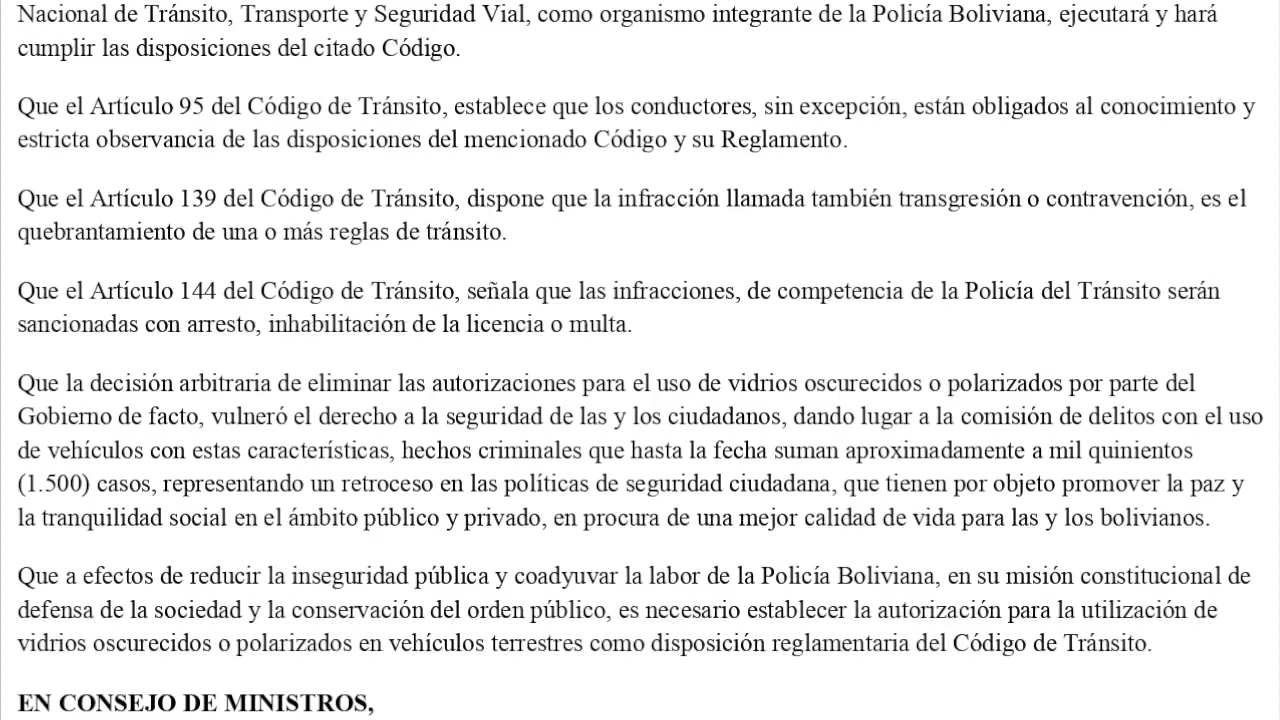 Nacional de Tránsito, Transporte y Seguridad Vial, como organismo integrante de la Policía Boliviana, ejecutará y hará
cumplir las disposiciones del citado Código.
Que el Artículo 95 del Código de Tránsito, establece que los conductores, sin excepción, están obligados al conocimiento y
estricta observancia de las disposiciones del mencionado Código y su Reglamento.
Que el Artículo 139 del Código de Tránsito, dispone que la infracción llamada también transgresión o contravención, es el
quebrantamiento de una o más reglas de tránsito.
Que el Artículo 144 del Código de Tránsito, señala que las infracciones, de competencia de la Policía del Tránsito serán
sancionadas con arresto, inhabilitación de la licencia o multa.
Que la decisión arbitraria de eliminar las autorizaciones para el uso de vidrios oscurecidos o polarizados por parte del
Gobierno de facto, vulneró el derecho a la seguridad de las y los ciudadanos, dando lugar a la comisión de delitos con el uso
de vehículos con estas características, hechos criminales que hasta la fecha suman aproximadamente a mil quinientos
(1.500) casos, representando un retroceso en las políticas de seguridad ciudadana, que tienen por objeto promover la paz y
la tranquilidad social en el ámbito público y privado, en procura de una mejor calidad de vida para las y los bolivianos.
Que a efectos de reducir la inseguridad pública y coadyuvar la labor de la Policía Boliviana, en su misión constitucional de
defensa de la sociedad y la conservación del orden público, es necesario establecer la autorización para la utilización de
vidrios oscurecidos o polarizados en vehículos terrestres como disposición reglamentaria del Código de Tránsito.
EN CONSEJO DE MINISTROS,